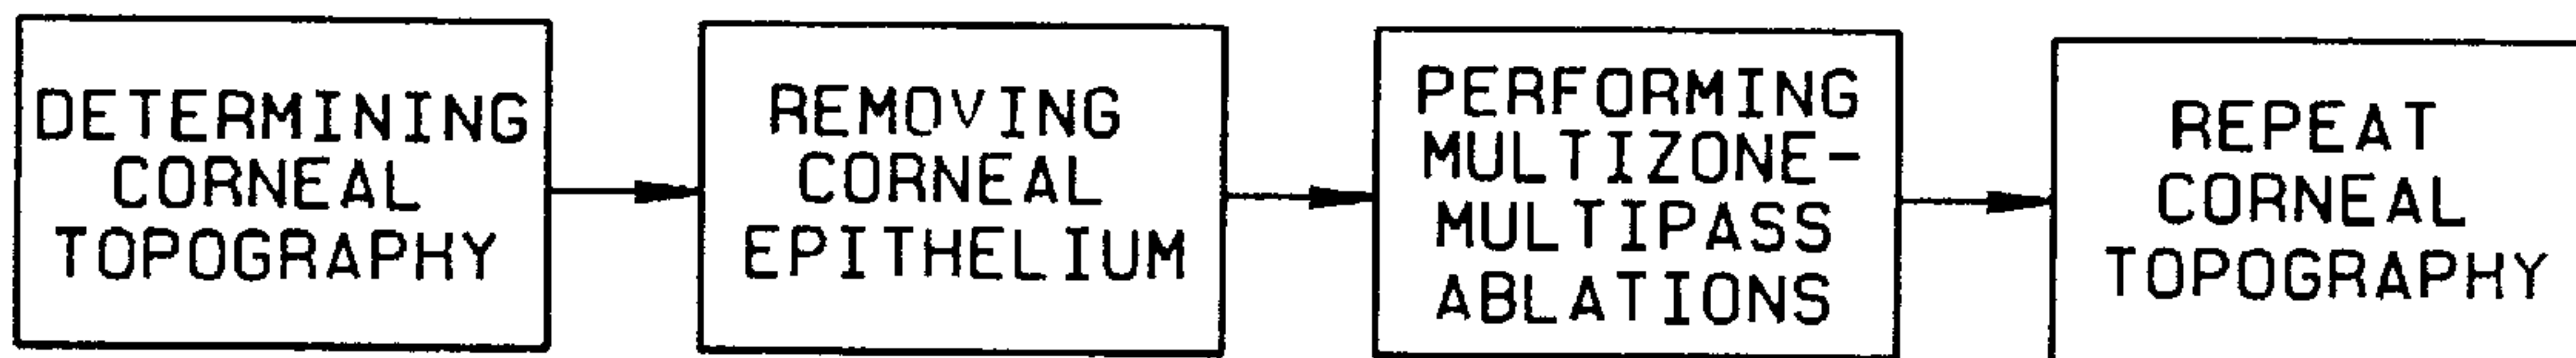 DETERMINING
CORNEAL
TOPOGRAPHY
REMOVING
CORNEAL
EPITHELIUM
PERFORMING
MULTIZONE-
MULTIPASS
ABLATIONS
REPEAT
CORNEAL
TOPOGRAPHY